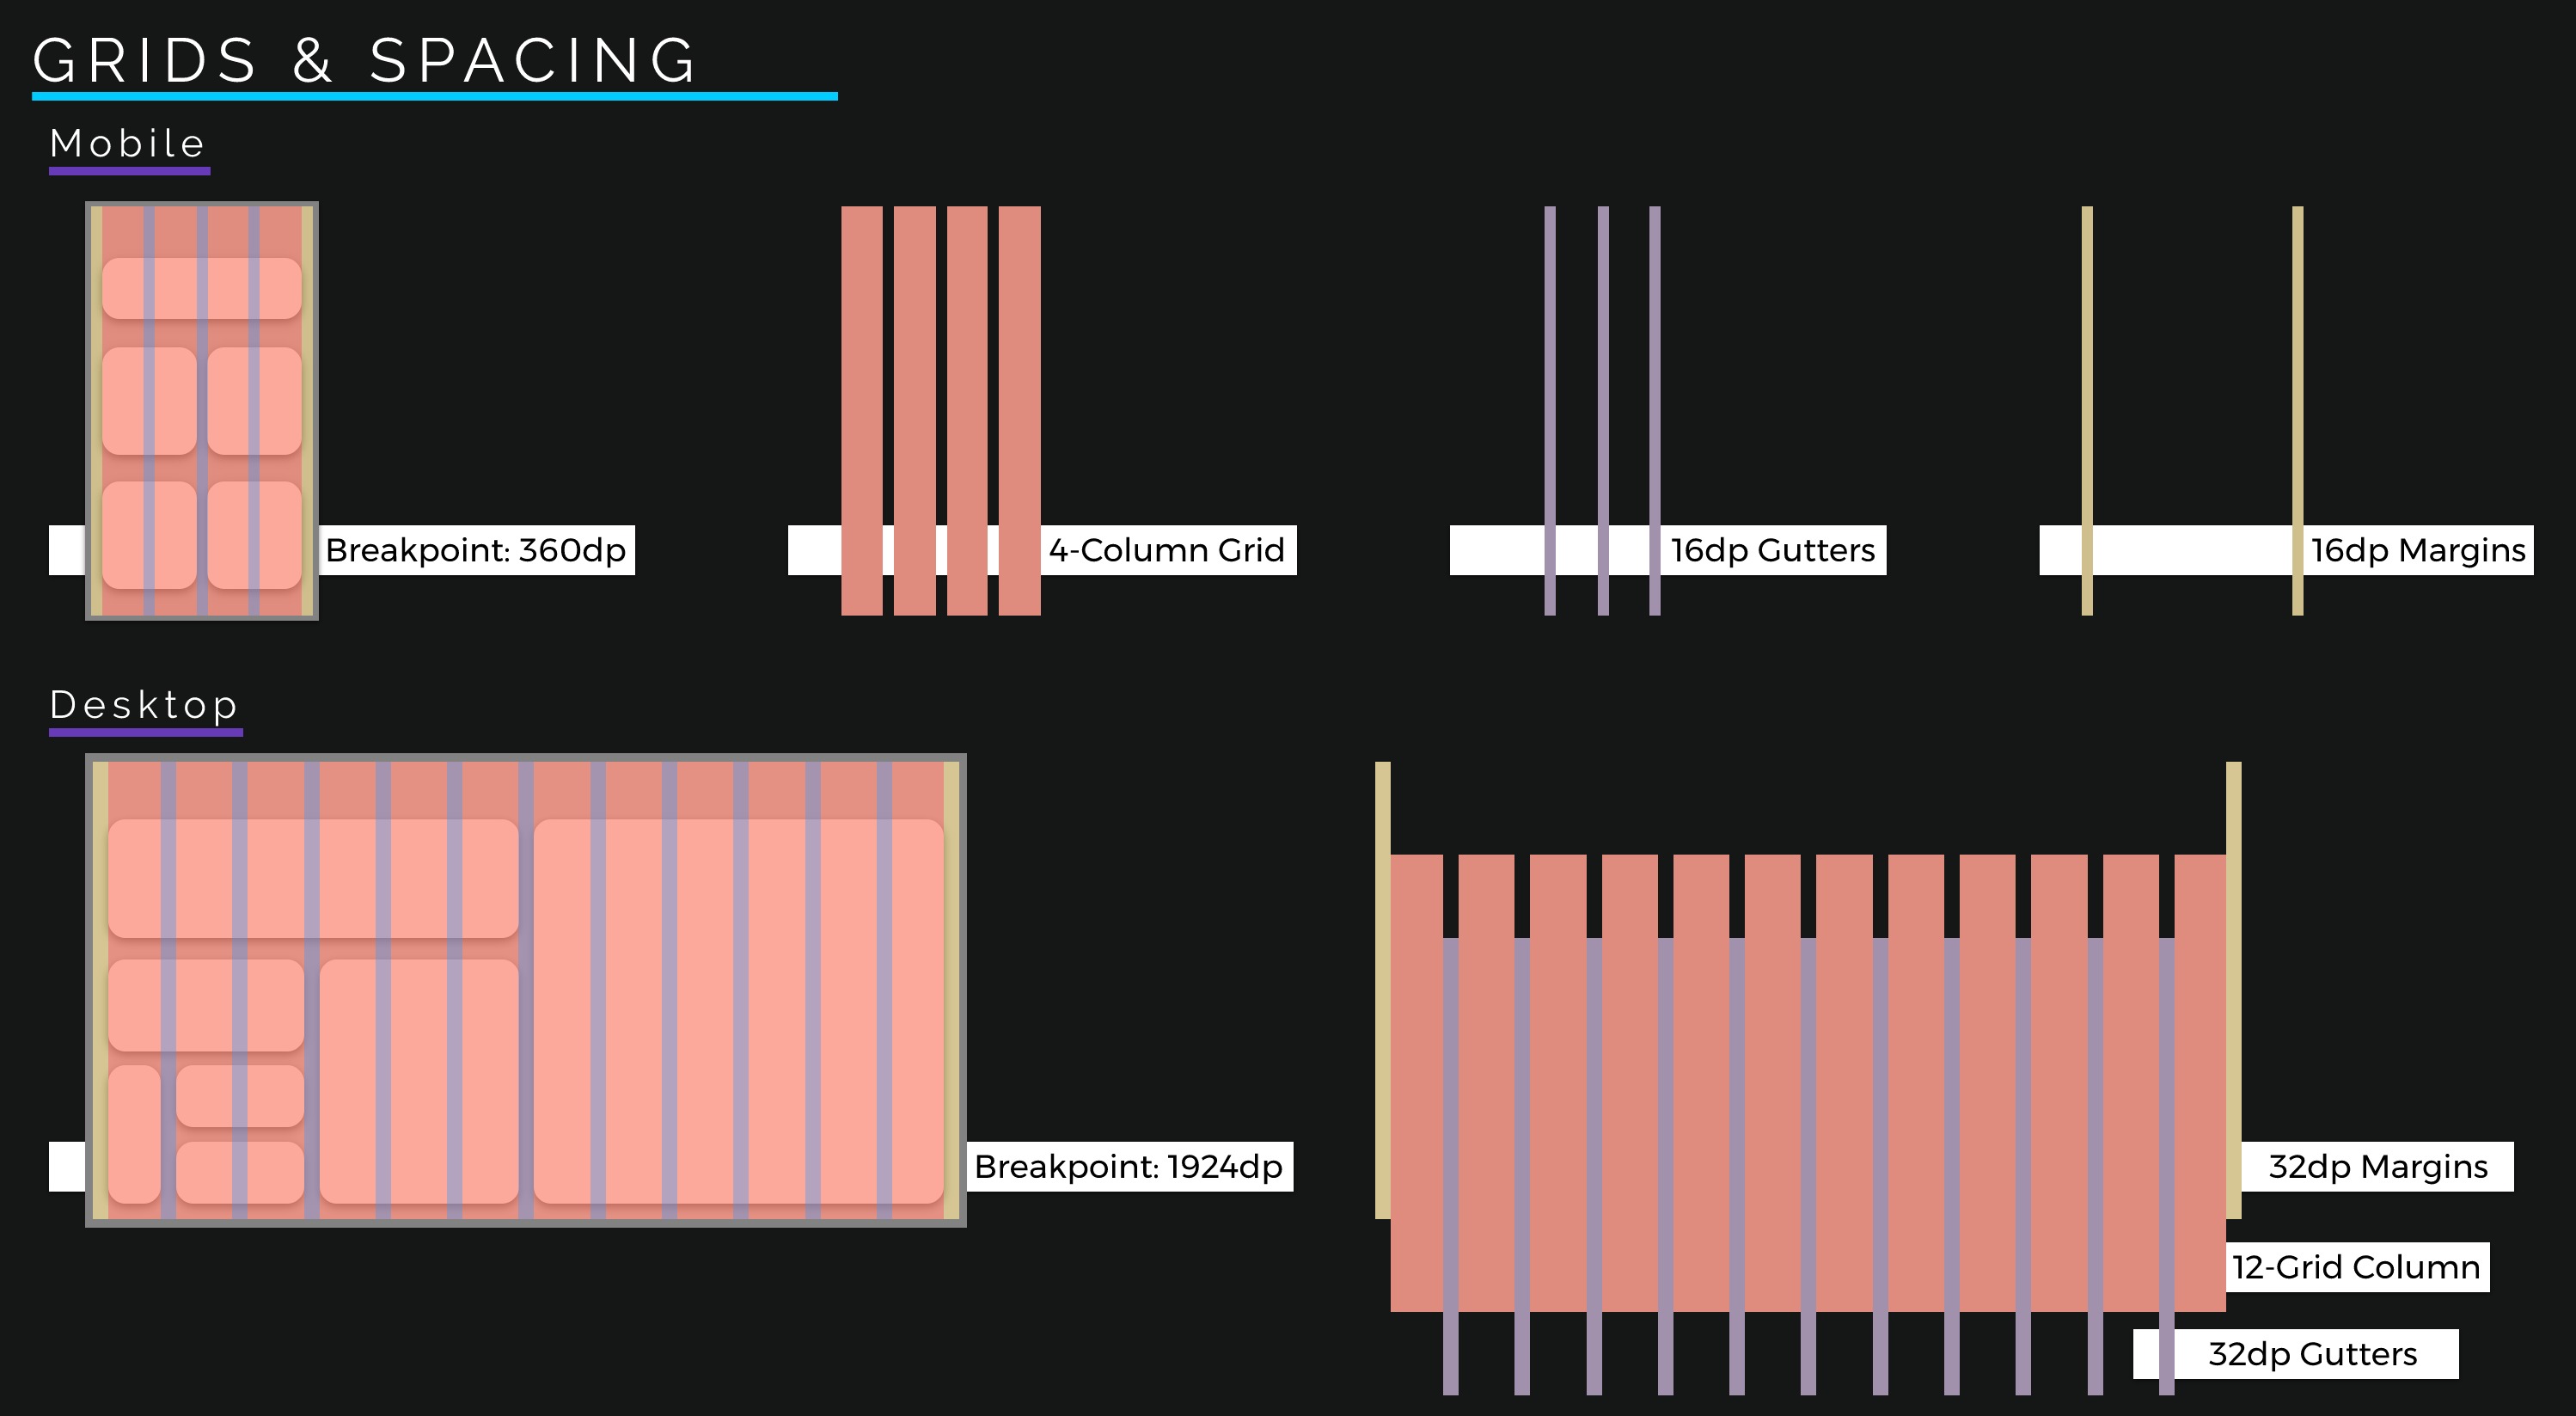 GRIDS & SPACING
Mobile
Breakpoint: 360dp
4-Column Grid
16dp Gutters
16dp Margins
Desktop
Breakpoint: 1924dp
32dp Margins
12-Grid Column
32dp Gutters